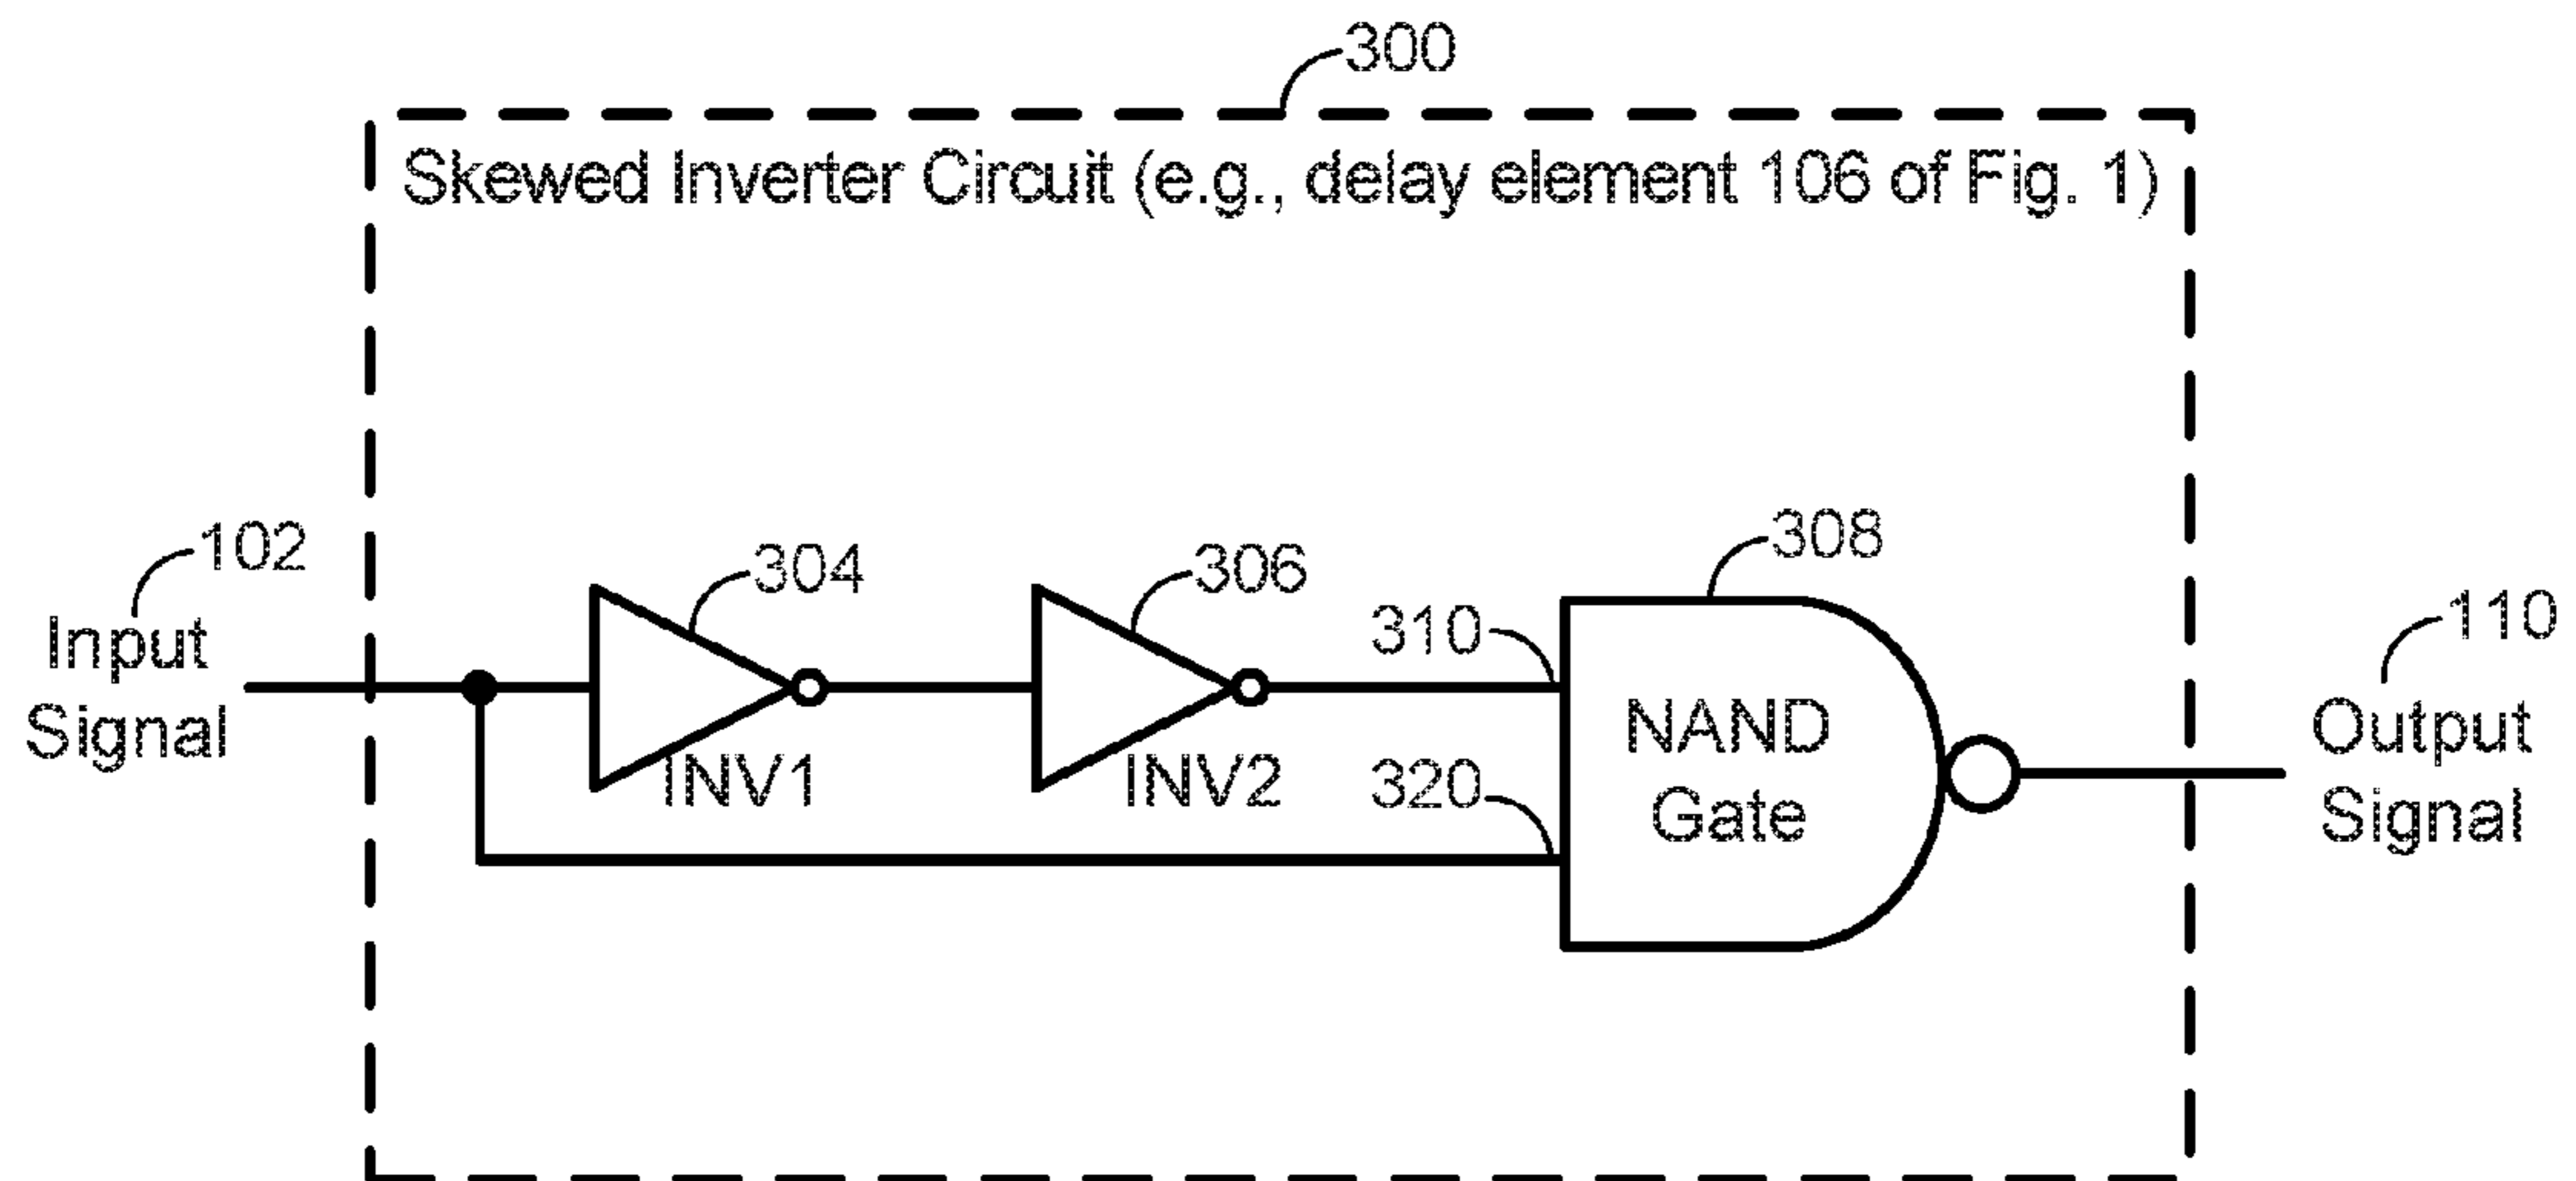 300
Skewed Inverter Circuit (e.g., delay element 106 of Fig. 1)
102
Input
Signal
304
INV1
306
INV2
310
320
308
NAND
Gate
110
Output
Signal